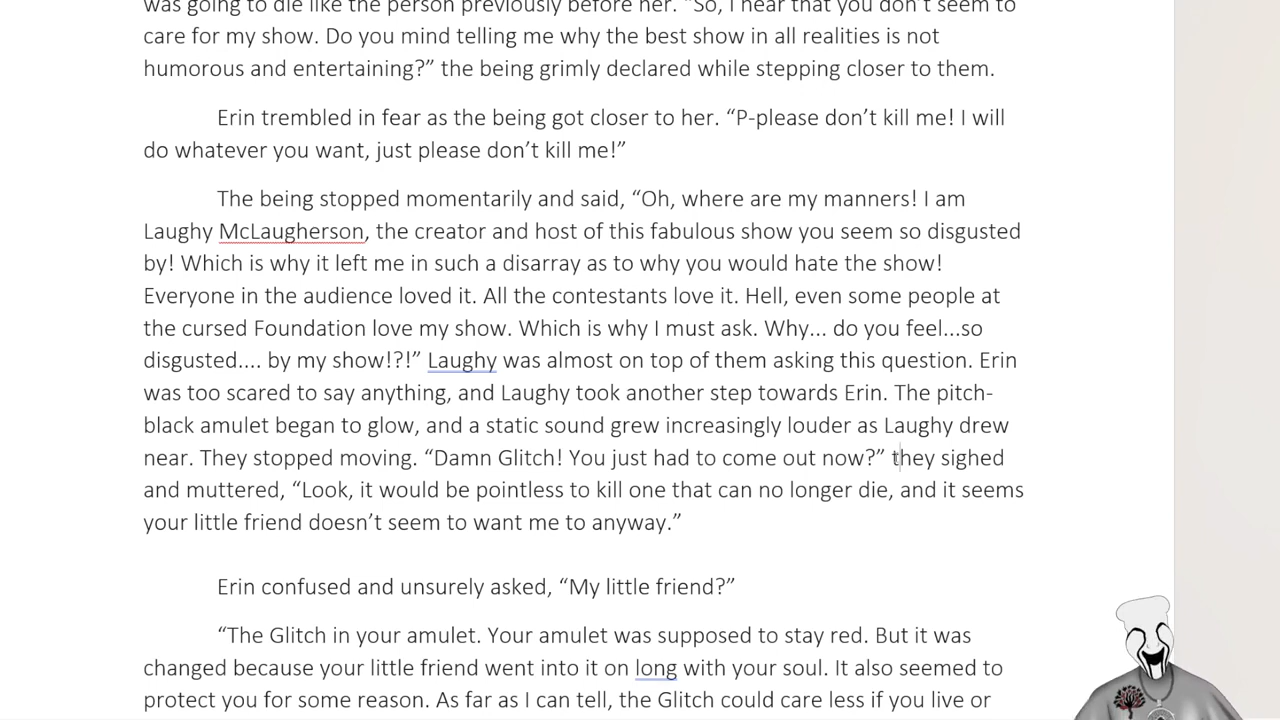 was going to die like the person previously before her. “So, I hear that you don’t seem to
care for my show. Do you mind telling me why the best show in all realities is not
humorous and entertaining?” the being grimly declared while stepping closer to them.
Erin trembled in fear as the being got closer to her. “P-please don’t kill me! I will
do whatever you want, just please don’t kill me!”
The being stopped momentarily and said, “Oh, where are my manners! I am
Laughy McLaugherson, the creator and host of this fabulous show you seem so disgusted
by! Which is why it left me in such a disarray as to why you would hate the show!
Everyone in the audience loved it. All the contestants love it. Hell, even some people at
the cursed Foundation love my show. Which is why I must ask. Why... do you feel...so
disgusted.... by my show!?!” Laughy was almost on top of them asking this question. Erin
was too scared to say anything, and Laughy took another step towards Erin. The pitch-
black amulet began to glow, and a static sound grew increasingly louder as Laughy drew
near. They stopped moving. “Damn Glitch! You just had to come out now?” they sighed
and muttered, “Look, it would be pointless to kill one that can no longer die, and it seems
your little friend doesn’t seem to want me to anyway.”
Erin confused and unsurely asked, “My little friend?”
“The Glitch in your amulet. Your amulet was supposed to stay red. But it was
changed because your little friend went into it on long with your soul. It also seemed to
protect you for some reason. As far as I can tell, the Glitch could care less if you live or